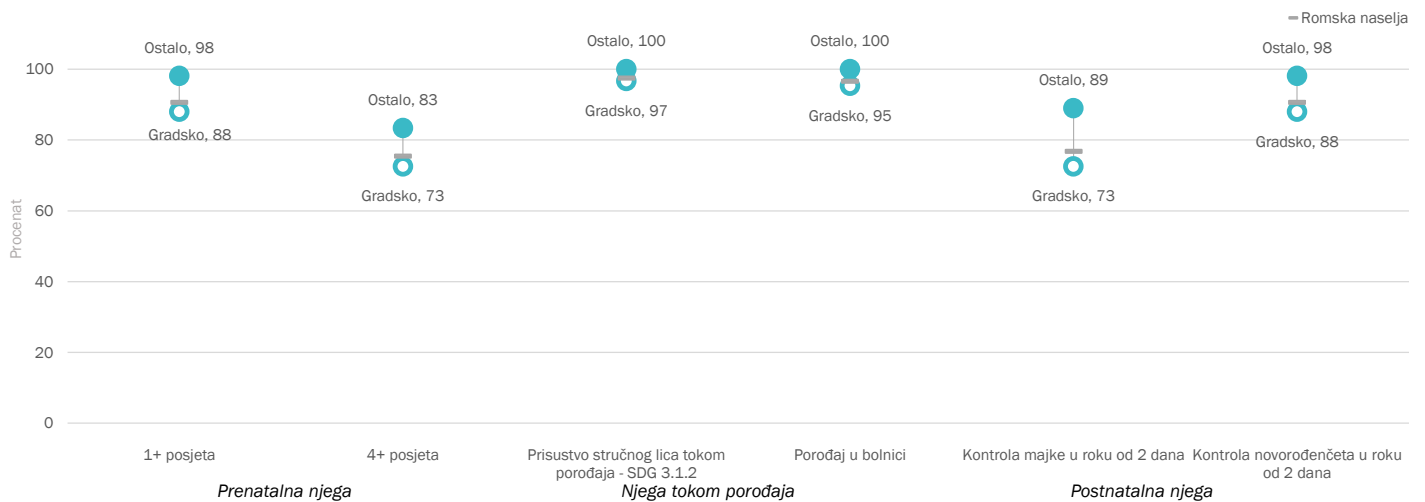 Romska naselja
Ostalo, 98
Ostalo, 83
Ostalo, 100
Ostalo, 100
Ostalo, 89
Ostalo, 98
Gradsko, 88
Gradsko, 73
Gradsko, 97
Gradsko, 95
Gradsko, 73
Gradsko, 88
Procenat
100
80
60
40
20
0
1+ posjeta
4+ posjeta
Prisustvo stručnog lica tokom
porođaja - SDG 3.1.2
Porođaj u bolnici
Kontrola majke u roku od 2 dana
Kontrola novorođenčeta u roku
od 2 dana
Prenatalna njega
Njega tokom porođaja
Postnatalna njega